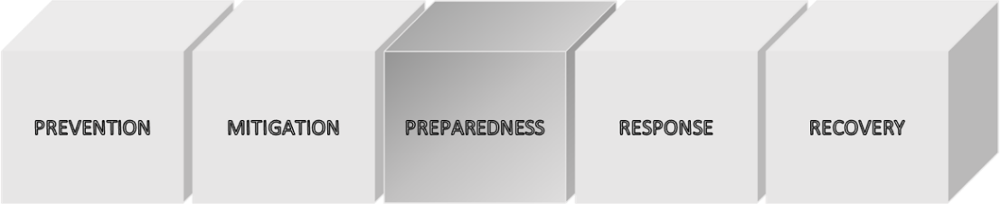 PREVENTION MITIGATION PREPAREDNESS RESPONSE RECOVERY